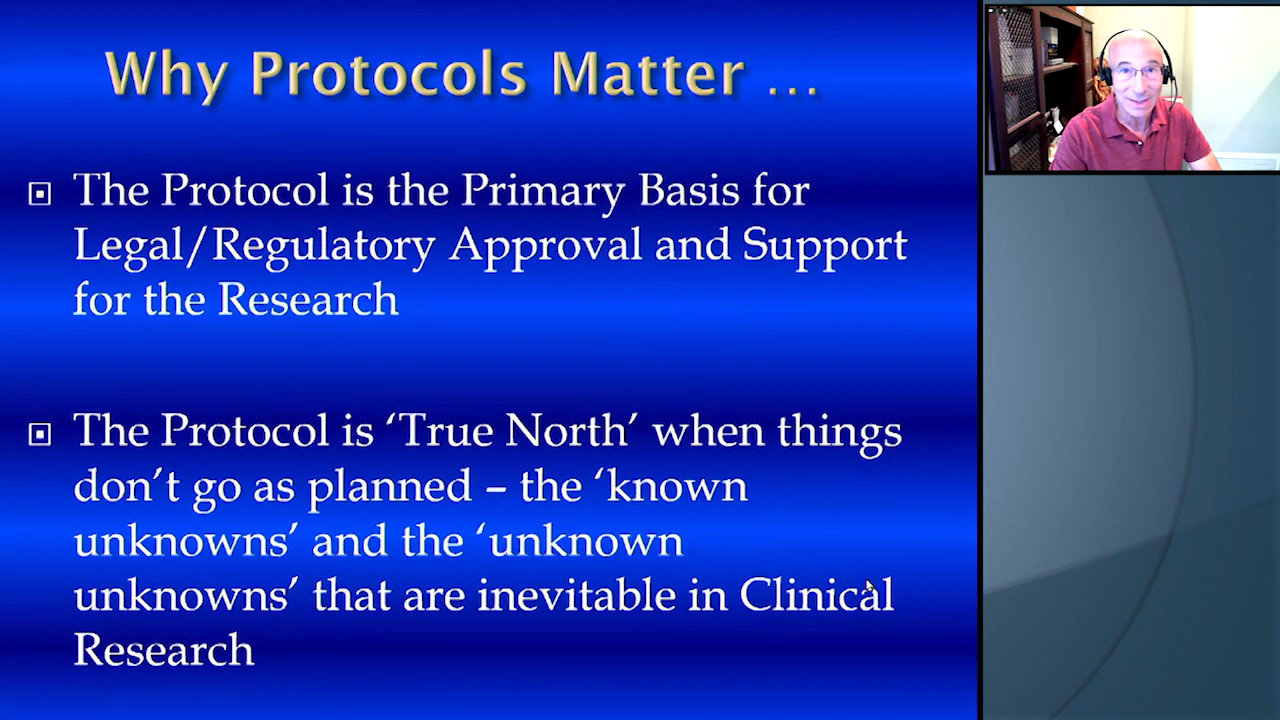 Why Protocols Matter …
The Protocol is the Primary Basis for
Legal/Regulatory Approval and Support
for the Research
The Protocol is ‘True North’ when things
don’t go as planned – the ‘known
unknowns’ and the ‘unknown
unknowns’ that are inevitable in Clinical
Research